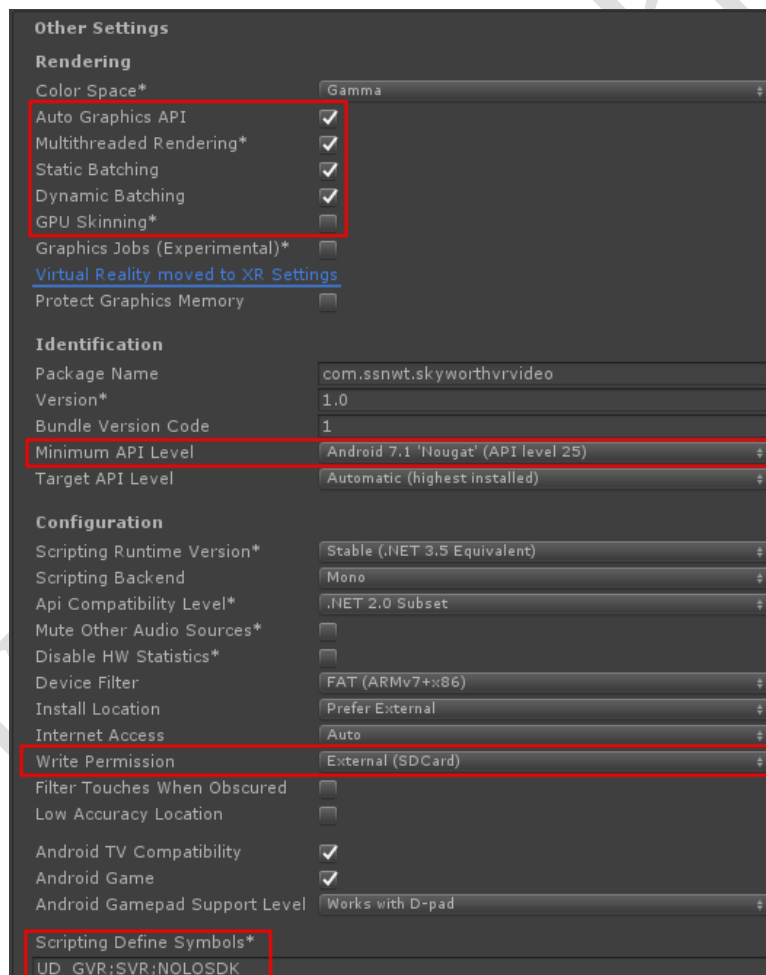 Other Settings
Rendering
Color Space* Gamma
Auto Graphics API
Multithreaded Rendering*
Static Batching
Dynamic Batching
GPU Skinning*
Graphics Jobs (Experimental)*
Virtual Reality moved to XR Settings
Protect Graphics Memory
Identification
Package Name com.ssnwt.skyworthvrvideo
Version* 1.0
Bundle Version Code 1
Minimum API Level Android 7.1 'Nougat' (API level 25)
Target API Level Automatic (highest installed)
Configuration
Scripting Runtime Version* Stable (.NET 3.5 Equivalent)
Scripting Backend Mono
Api Compatibility Level* .NET 2.0 Subset
Mute Other Audio Sources*
Disable HW Statistics*
Device Filter FAT (ARMv7+x86)
Install Location Prefer External
Internet Access Auto
Write Permission External (SDCard)
Filter Touches When Obscured
Low Accuracy Location
Android TV Compatibility
Android Game
Android Gamepad Support Level Works with D-pad
Scripting Define Symbols*
UD_GVR;SVR;NOLOSDK